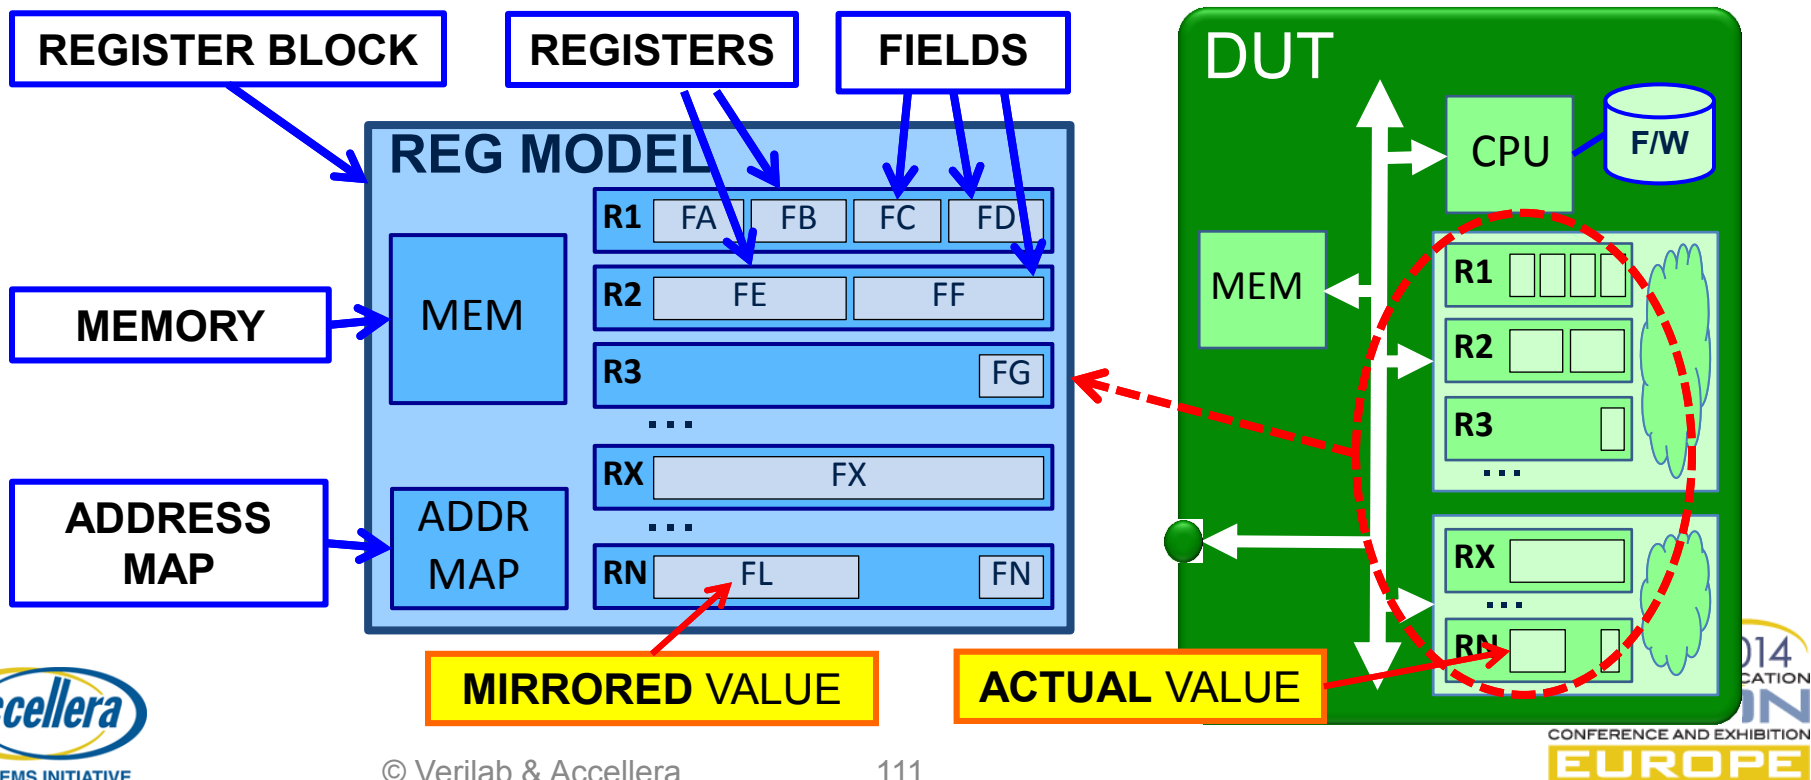 REGISTER BLOCK
REGISTERS
FIELDS
DUT
REG MODEL
CPU
F/W
R1
FA
FB
FC
FD
MEM
R2
FE
FF
MEMORY
R3
FG
...
RX
FX
...
ADDRESS
MAP
ADDR
MAP
RN
FL
FN
MEM
R1
R2
R3
...
RX
...
RN
MIRRORED VALUE
ACTUAL VALUE
© Verilab & Accellera
111
CONFERENCE AND EXHIBITION
EUROPE